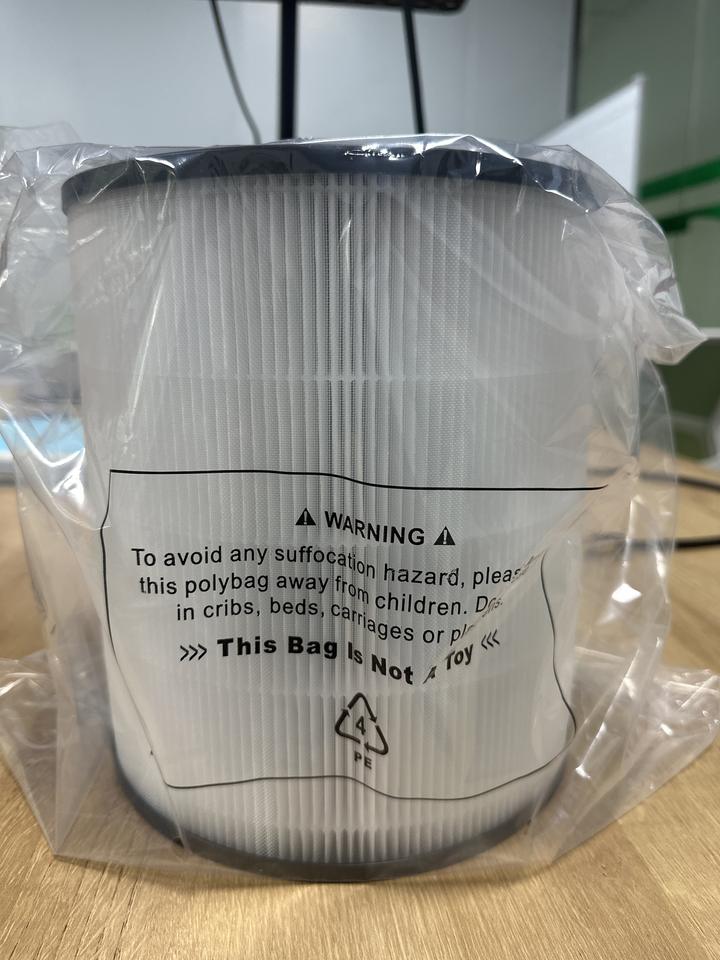 WARNING
To avoid any suffocation hazard,
this polybag away from children.
in cribs, beds, carriages or
>>> This Bag Is Not A Toy <<<
4
PE